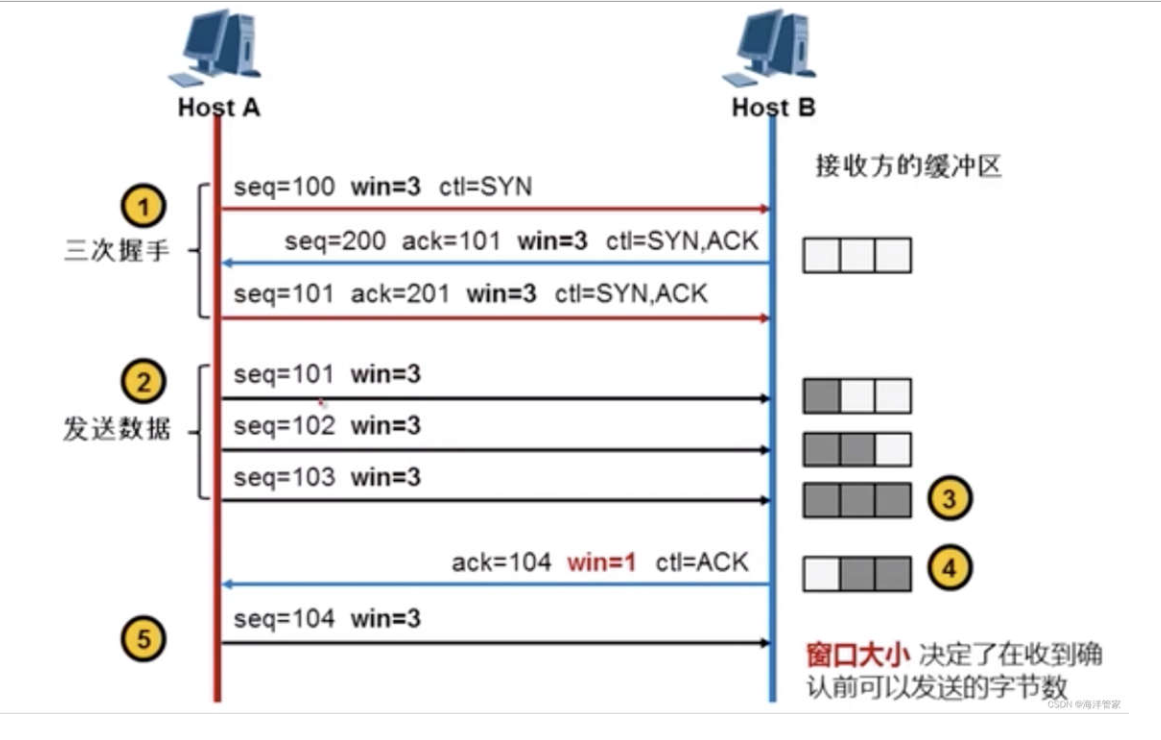 Host A
Host B
接收方的缓冲区
1
三次握手
seq=100 win=3 ctl=SYN
seq=200 ack=101 win=3 ctl=SYN,ACK
seq=101 ack=201 win=3 ctl=SYN,ACK
2
发送数据
seq=101 win=3
seq=102 win=3
seq=103 win=3
3
ack=104 win=1 ctl=ACK
4
5
seq=104 win=3
窗口大小 决定了在收到确
认前可以发送的字节数
CSDN @海洋管家